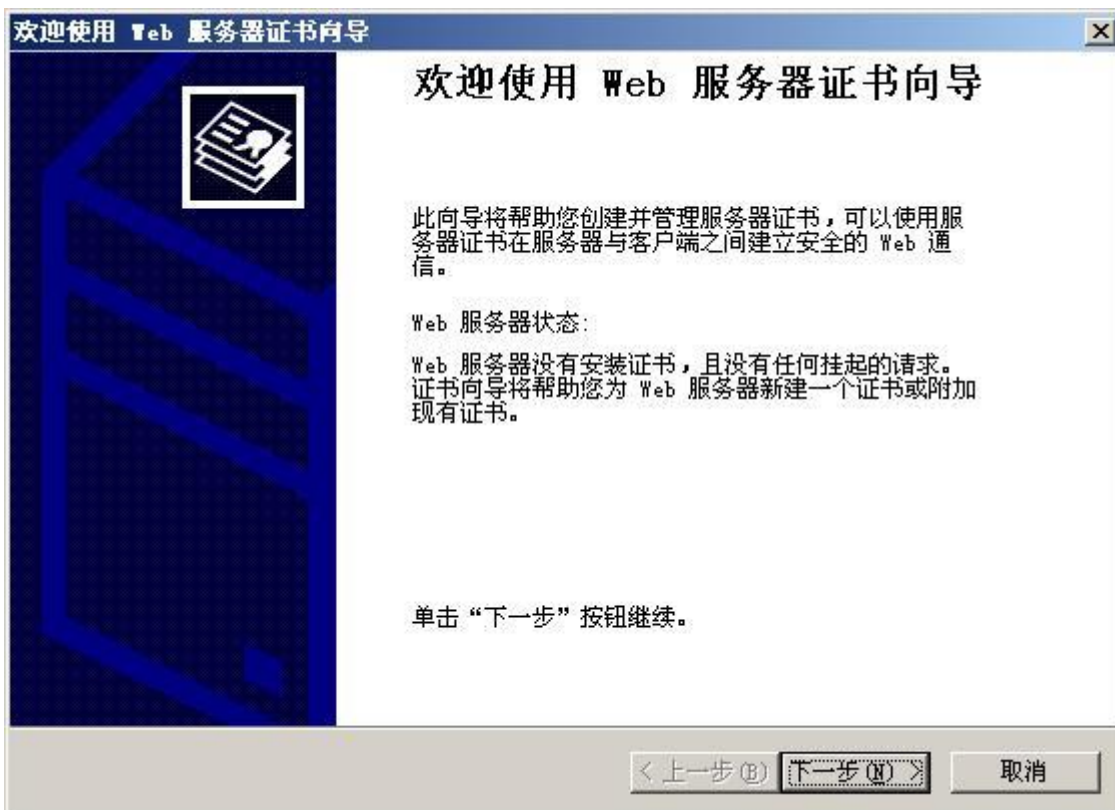 欢迎使用 Web 服务器证书向导
欢迎使用 Web 服务器证书向导
此向导将帮助您创建并管理服务器证书，可以使用服
务器证书在服务器与客户端之间建立安全的 Web 通
信。
Web 服务器状态:
Web 服务器没有安装证书，且没有任何挂起的请求。
证书向导将帮助您为 Web 服务器新建一个证书或附加
现有证书。
单击“下一步”按钮继续。
< 上一步(B) 下一步(N) > 取消